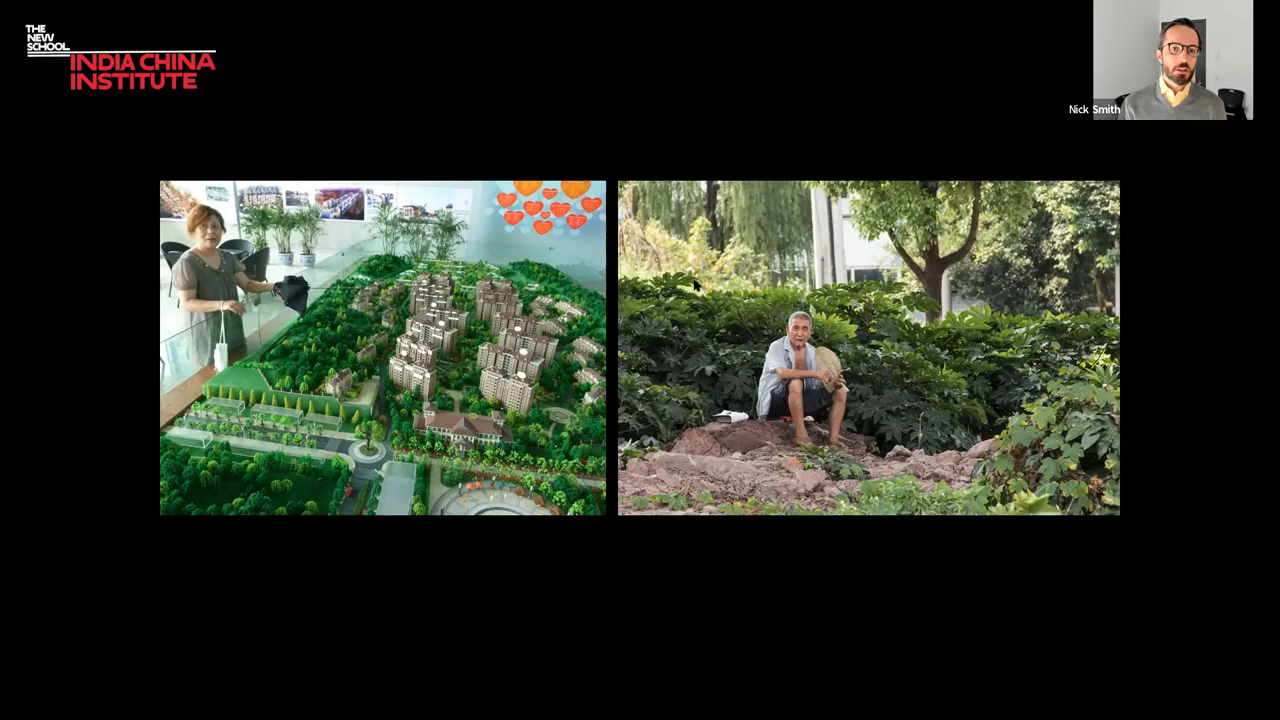 THE
NEW
SCHOOL
INDIA CHINA
INSTITUTE
Nick Smith